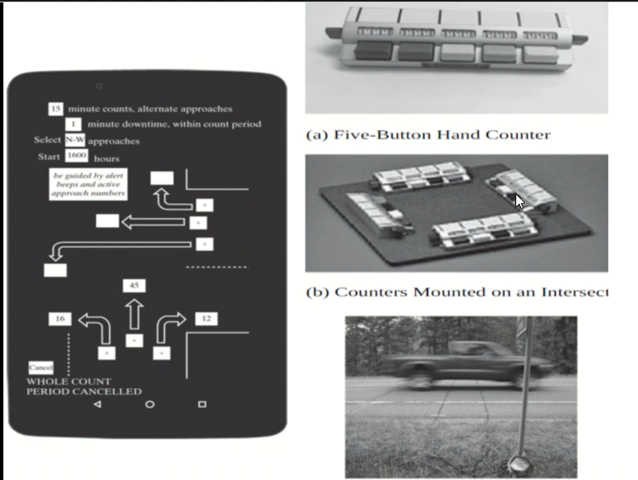 15 minute counts, alternate approaches
1 minute downtime, within count period
Select N-W approaches
Start 1600 hours
be guided by alert
beeps and active
approach numbers
+
+
+
45
16
12
+
+
+
Cancel
WHOLE COUNT
PERIOD CANCELLED
(a) Five-Button Hand Counter
(b) Counters Mounted on an Intersect